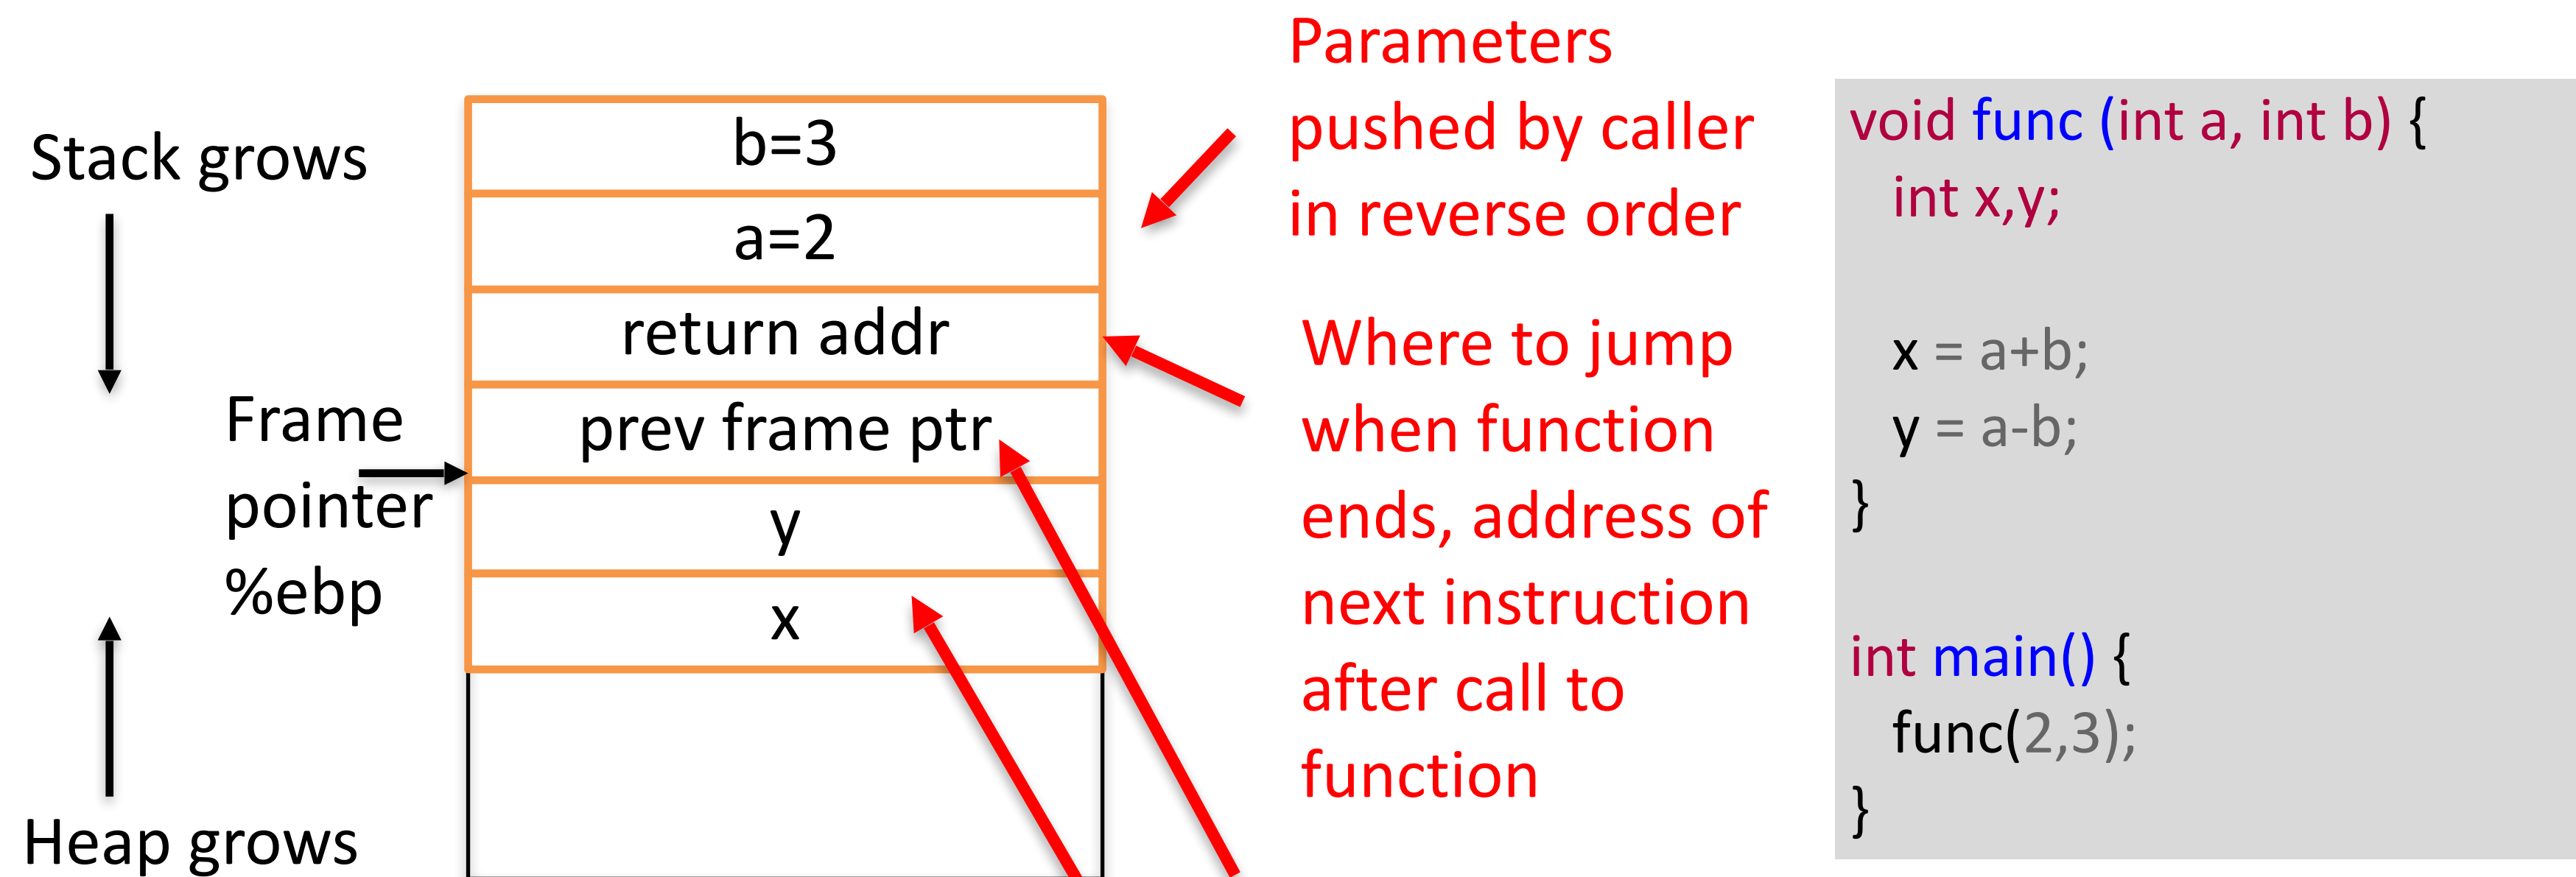 Stack grows
Frame
pointer
%ebp
Heap grows
b=3
a=2
return addr
prev frame ptr
y
x
Parameters
pushed by caller
in reverse order
Where to jump
when function
ends, address of
next instruction
after call to
function
void func (int a, int b) {
int x,y;
x = a+b;
y = a-b;
}
int main() {
func(2,3);
}